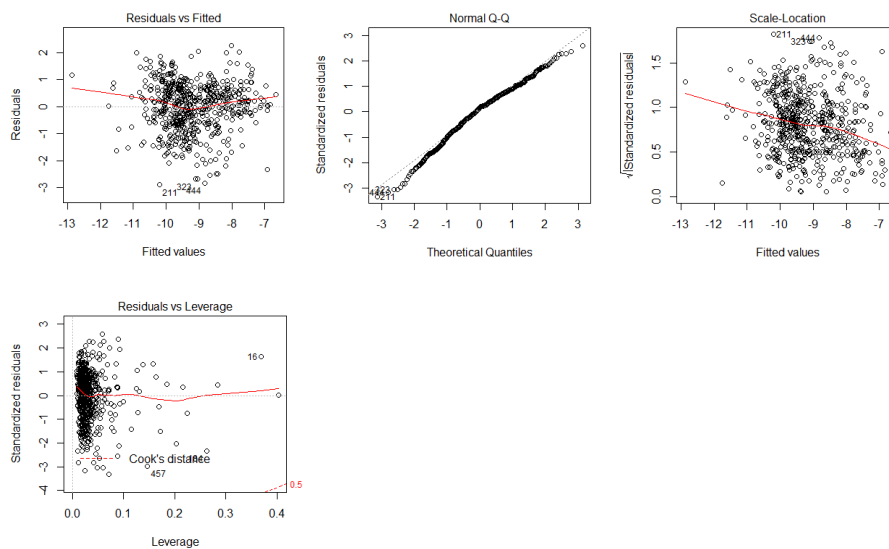 Residuals vs Fitted
Residuals
2
1
0
-1
-2
-3
211
323
444
-13 -12 -11 -10 -9 -8 -7
Fitted values
Normal Q-Q
Standardized residuals
3
2
1
0
-1
-2
-3
323
444
211
-3 -2 -1 0 1 2 3
Theoretical Quantiles
Scale-Location
√|Standardized residuals|
1.5
1.0
0.5
0.0
211
444
323
-13 -12 -11 -10 -9 -8 -7
Fitted values
Residuals vs Leverage
Standardized residuals
3
2
1
0
-1
-2
-3
-4
16
Cook's distance
457
0.5
0.0 0.1 0.2 0.3 0.4
Leverage